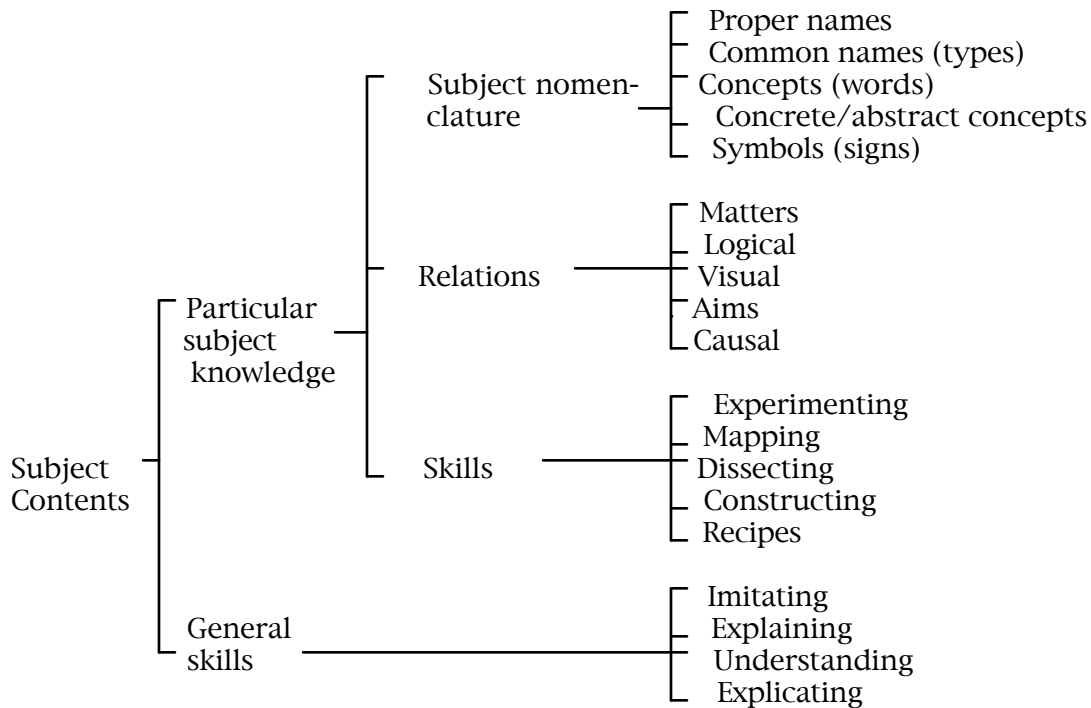 Proper names
Common names (types)
Subject nomen-
clature
Concepts (words)
Concrete/abstract concepts
Symbols (signs)
Matters
Logical
Relations
Visual
Aims
Causal
Particular
subject
knowledge
Experimenting
Mapping
Skills
Dissecting
Constructing
Recipes
Subject
Contents
Imitating
General
skills
Explaining
Understanding
Explicating